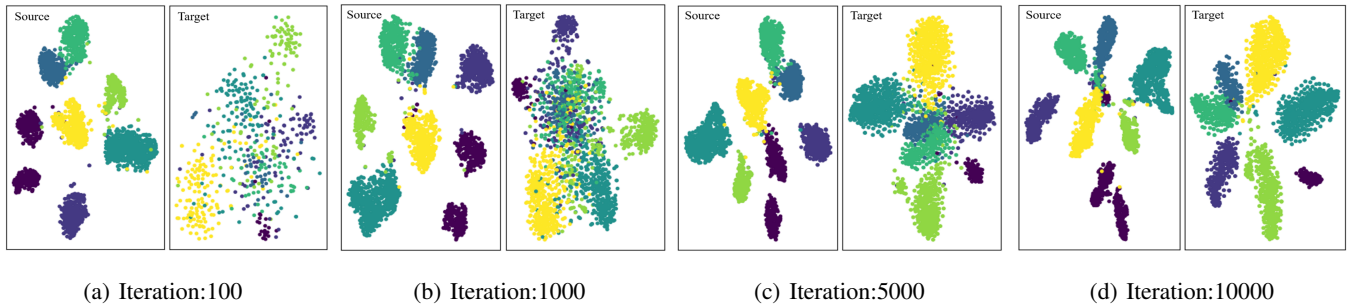 Source
Target
Source
Target
Source
Target
Source
Target
(a) Iteration:100
(b) Iteration:1000
(c) Iteration:5000
(d) Iteration:10000